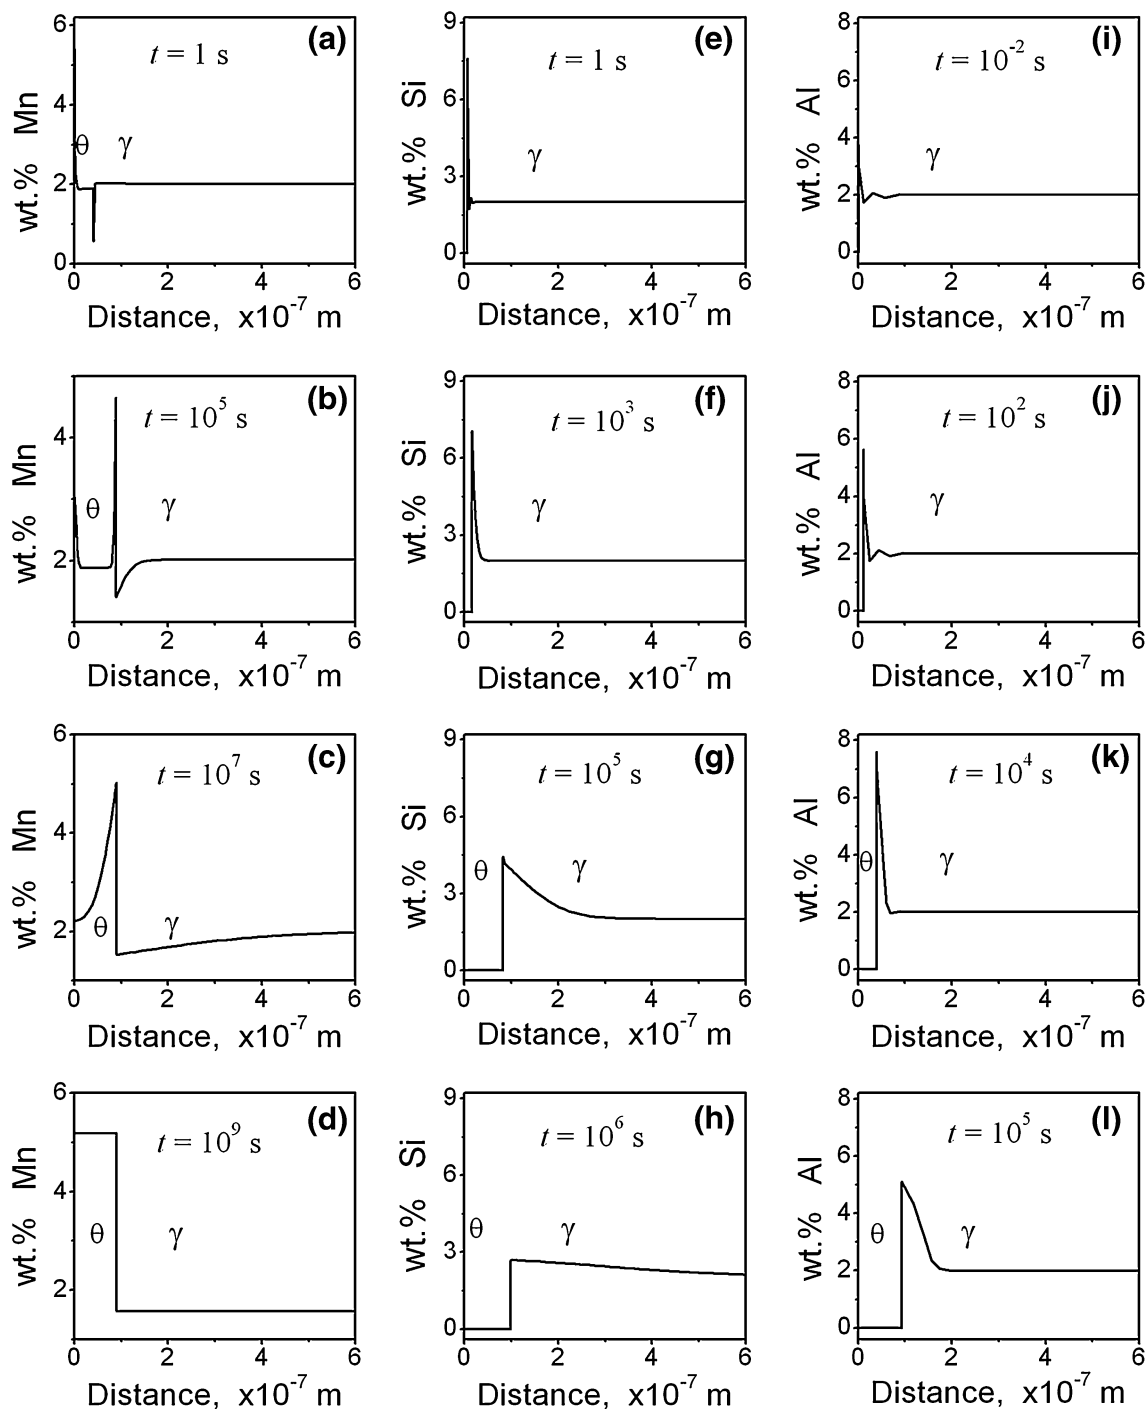 (a)
t = 1 s
wt.% Mn
6
4
2
0
θ γ
0 2 4 6
Distance, x10⁻⁷ m
(e)
t = 1 s
wt.% Si
9
6
3
0
γ
0 2 4 6
Distance, x10⁻⁷ m
(i)
t = 10⁻² s
wt.% Al
8
6
4
2
0
γ
0 2 4 6
Distance, x10⁻⁷ m
(b)
t = 10⁵ s
wt.% Mn
4
2
θ γ
0 2 4 6
Distance, x10⁻⁷ m
(f)
t = 10³ s
wt.% Si
9
6
3
0
γ
0 2 4 6
Distance, x10⁻⁷ m
(j)
t = 10² s
wt.% Al
8
6
4
2
0
γ
0 2 4 6
Distance, x10⁻⁷ m
(c)
t = 10⁷ s
wt.% Mn
6
4
2
θ γ
0 2 4 6
Distance, x10⁻⁷ m
(g)
t = 10⁵ s
wt.% Si
9
6
3
0
θ γ
0 2 4 6
Distance, x10⁻⁷ m
(k)
t = 10⁴ s
wt.% Al
8
6
4
2
0
θ γ
0 2 4 6
Distance, x10⁻⁷ m
(d)
t = 10⁹ s
wt.% Mn
6
4
2
θ γ
0 2 4 6
Distance, x10⁻⁷ m
(h)
t = 10⁶ s
wt.% Si
9
6
3
0
θ γ
0 2 4 6
Distance, x10⁻⁷ m
(l)
t = 10⁵ s
wt.% Al
8
6
4
2
0
θ γ
0 2 4 6
Distance, x10⁻⁷ m